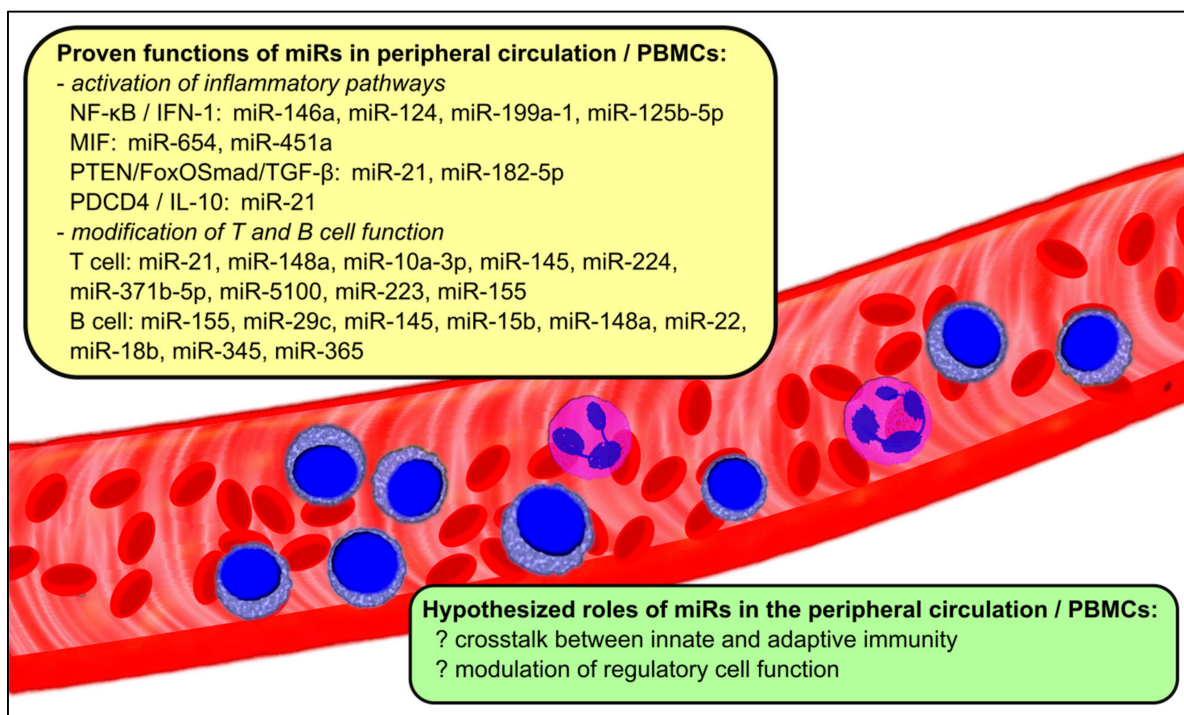 Proven functions of miRs in peripheral circulation / PBMCs:
- activation of inflammatory pathways
NF-κB / IFN-1: miR-146a, miR-124, miR-199a-1, miR-125b-5p
MIF: miR-654, miR-451a
PTEN/FoxOSmad/TGF-β: miR-21, miR-182-5p
PDCD4 / IL-10: miR-21
- modification of T and B cell function
T cell: miR-21, miR-148a, miR-10a-3p, miR-145, miR-224,
miR-371b-5p, miR-5100, miR-223, miR-155
B cell: miR-155, miR-29c, miR-145, miR-15b, miR-148a, miR-22,
miR-18b, miR-345, miR-365
Hypothesized roles of miRs in the peripheral circulation / PBMCs:
? crosstalk between innate and adaptive immunity
? modulation of regulatory cell function